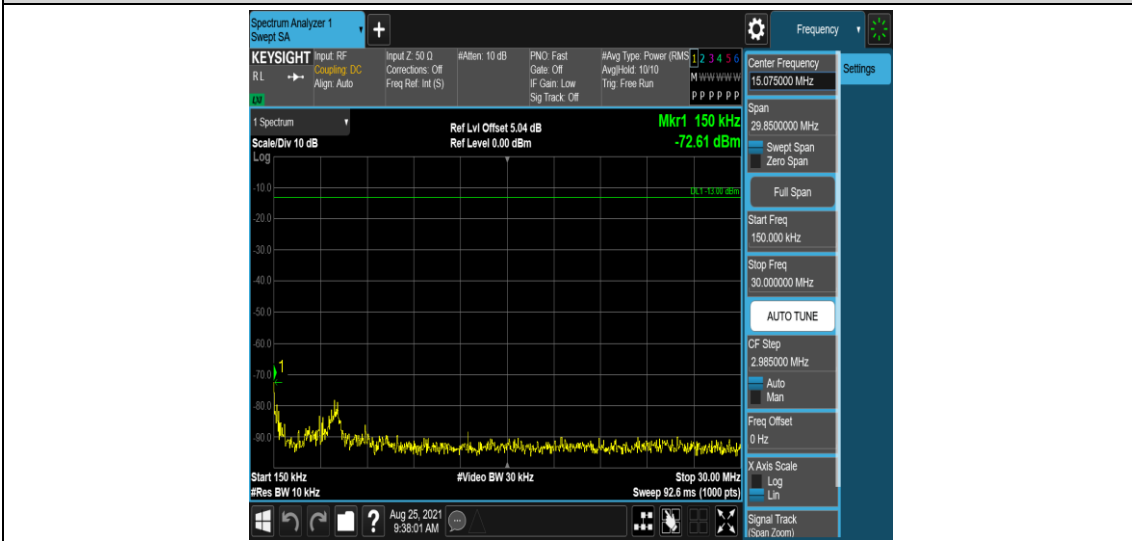 Spectrum Analyzer 1
Swept SA
+
Frequency
KEYSIGHT
RL
LXI
Input: RF
Coupling: DC
Align: Auto
Input Z: 50 Ω
Corrections: Off
Freq Ref: Int (S)
#Atten: 10 dB
PNO: Fast
Gate: Off
IF Gain: Low
Sig Track: Off
#Avg Type: Power (RMS
Avg|Hold: 10/10
Trig: Free Run
1 2 3 4 5 6
M W W W W W
P P P P P P
1 Spectrum
Scale/Div 10 dB
Log
Ref Lvl Offset 5.04 dB
Ref Level 0.00 dBm
Mkr1 150 kHz
-72.61 dBm
DL1 -13.00 dBm
-10.0
-20.0
-30.0
-40.0
-50.0
-60.0
-70.0
-80.0
-90.0
1
Start 150 kHz
#Res BW 10 kHz
#Video BW 30 kHz
Stop 30.00 MHz
Sweep 92.6 ms (1000 pts)
?
Aug 25, 2021
9:38:01 AM
Center Frequency
15.075000 MHz
Settings
Span
29.8500000 MHz
Swept Span
Zero Span
Full Span
Start Freq
150.000 kHz
Stop Freq
30.000000 MHz
AUTO TUNE
CF Step
2.985000 MHz
Auto
Man
Freq Offset
0 Hz
X Axis Scale
Log
Lin
Signal Track
(Span Zoom)